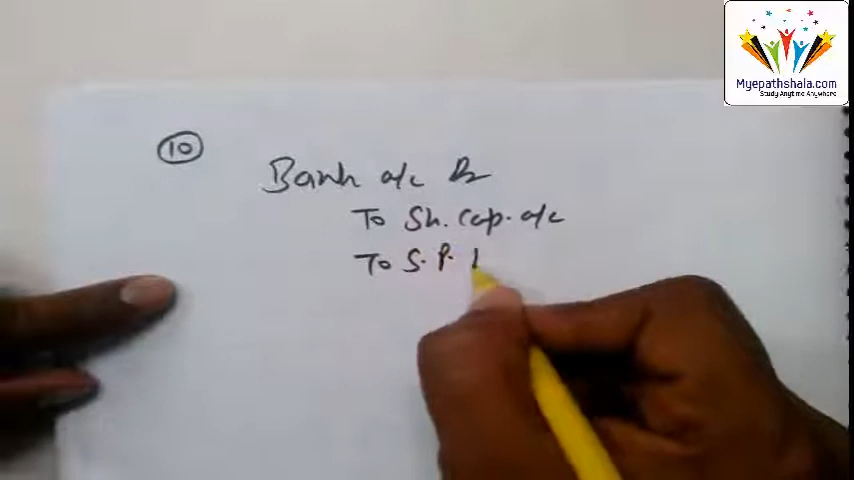 Myepathshala.com
Study Anytime Anywhere
10
Bank a/c Dr
To Sh. Cap. a/c
To S. P.